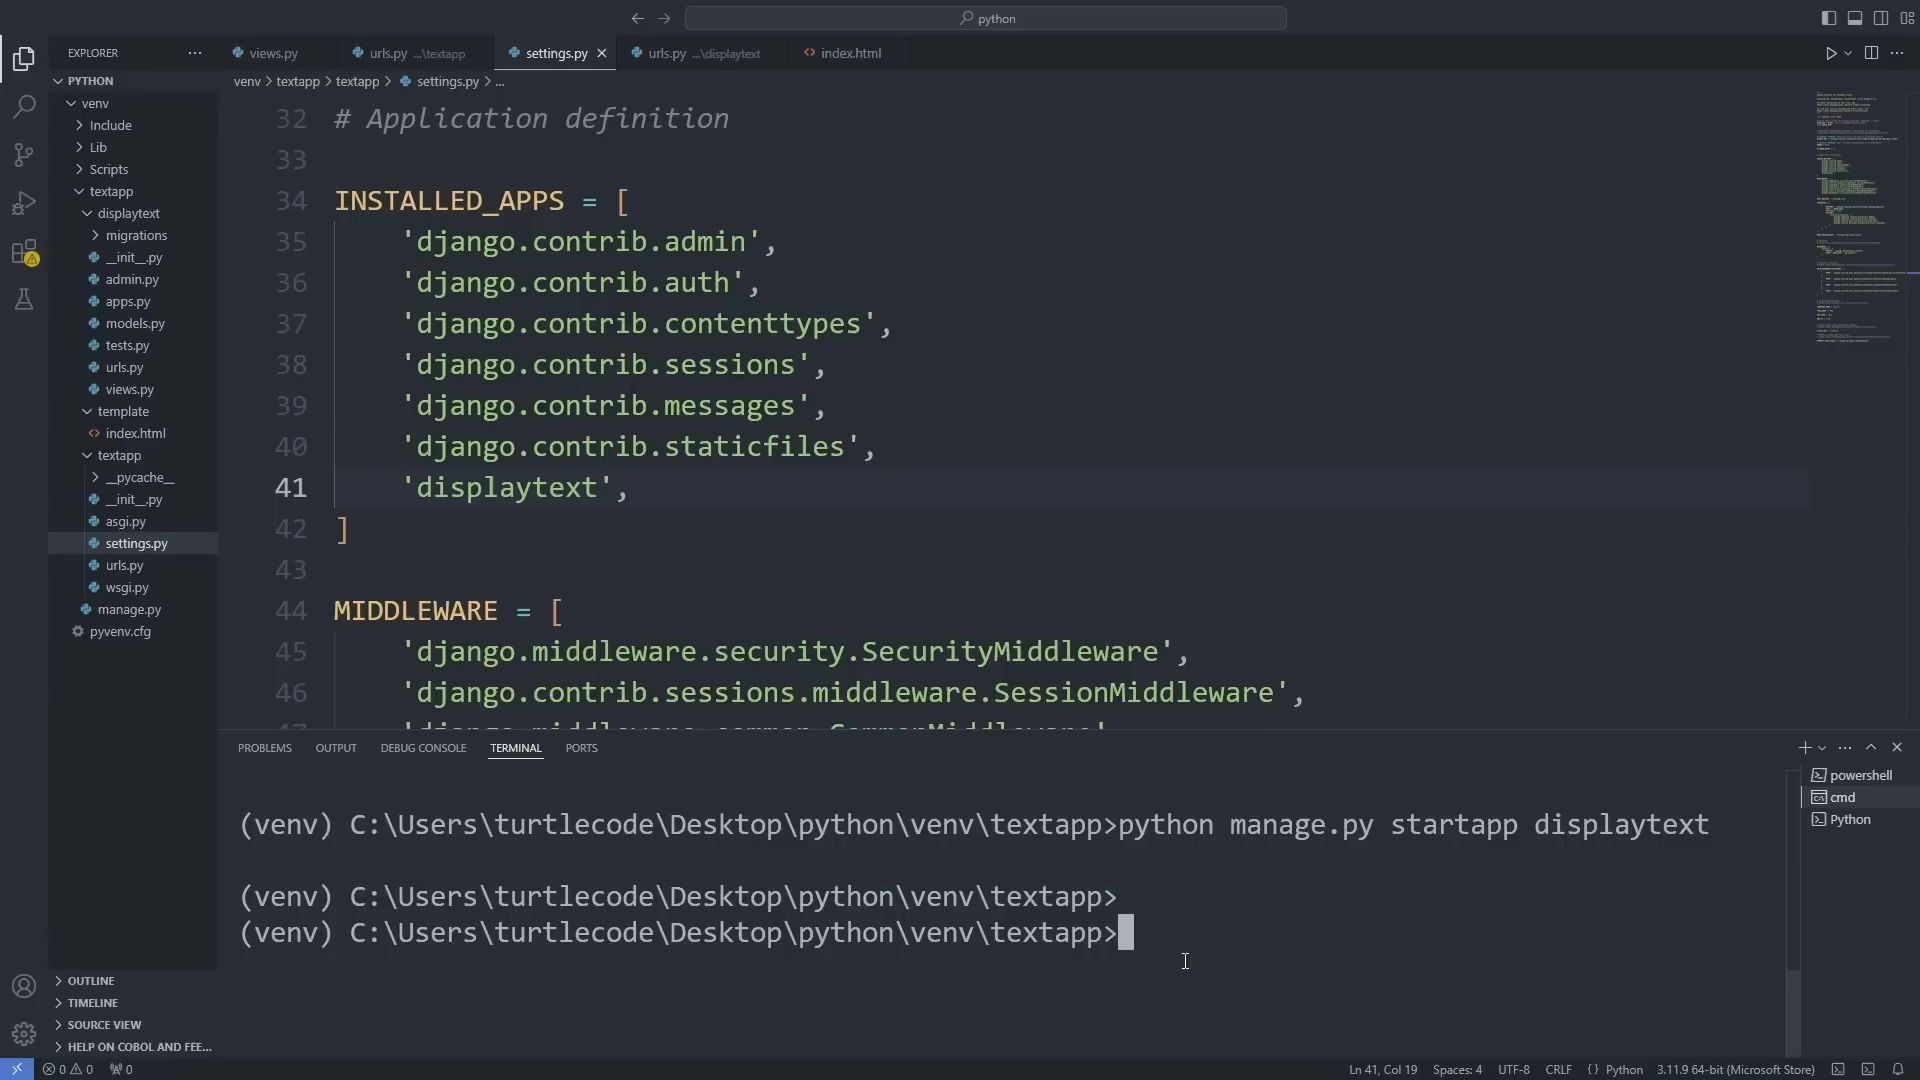 python
EXPLORER
views.py
urls.py ...\textapp
settings.py
urls.py ...\displaytext
index.html
PYTHON
venv
Include
Lib
Scripts
textapp
displaytext
migrations
__init__.py
admin.py
apps.py
models.py
tests.py
urls.py
views.py
template
index.html
textapp
__pycache__
__init__.py
asgi.py
settings.py
urls.py
wsgi.py
manage.py
pyvenv.cfg
OUTLINE
TIMELINE
SOURCE VIEW
HELP ON COBOL AND FEE...
venv > textapp > textapp > settings.py > ...
32 # Application definition
33
34 INSTALLED_APPS = [
35 'django.contrib.admin',
36 'django.contrib.auth',
37 'django.contrib.contenttypes',
38 'django.contrib.sessions',
39 'django.contrib.messages',
40 'django.contrib.staticfiles',
41 'displaytext',
42 ]
43
44 MIDDLEWARE = [
45 'django.middleware.security.SecurityMiddleware',
46 'django.contrib.sessions.middleware.SessionMiddleware',
47 'django.middleware.common.CommonMiddleware'
PROBLEMS OUTPUT DEBUG CONSOLE TERMINAL PORTS
(venv) C:\Users\turtlecode\Desktop\python\venv\textapp>python manage.py startapp displaytext
(venv) C:\Users\turtlecode\Desktop\python\venv\textapp>
(venv) C:\Users\turtlecode\Desktop\python\venv\textapp>
powershell
cmd
Python
0 0 0
Ln 41, Col 19 Spaces: 4 UTF-8 CRLF { } Python 3.11.9 64-bit (Microsoft Store)